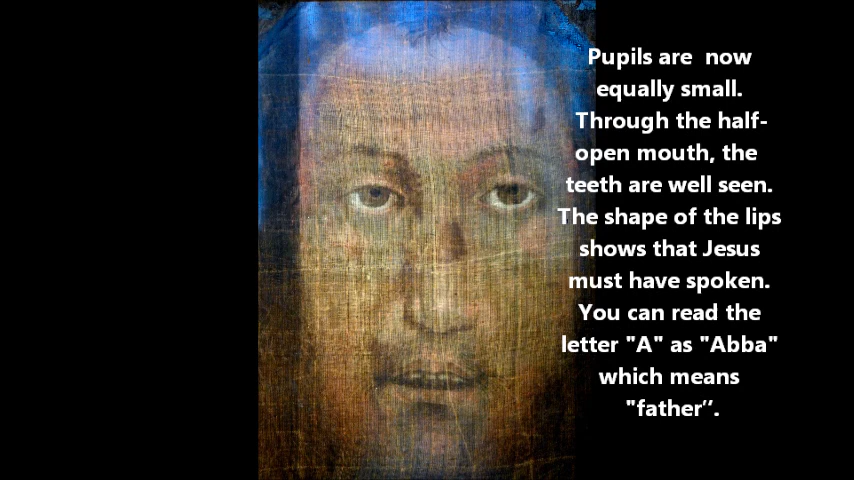 Pupils are  now
equally small.
Through the half-
open mouth, the
teeth are well seen.
The shape of the lips
shows that Jesus
must have spoken.
You can read the
letter "A" as "Abba"
which means
"father”.